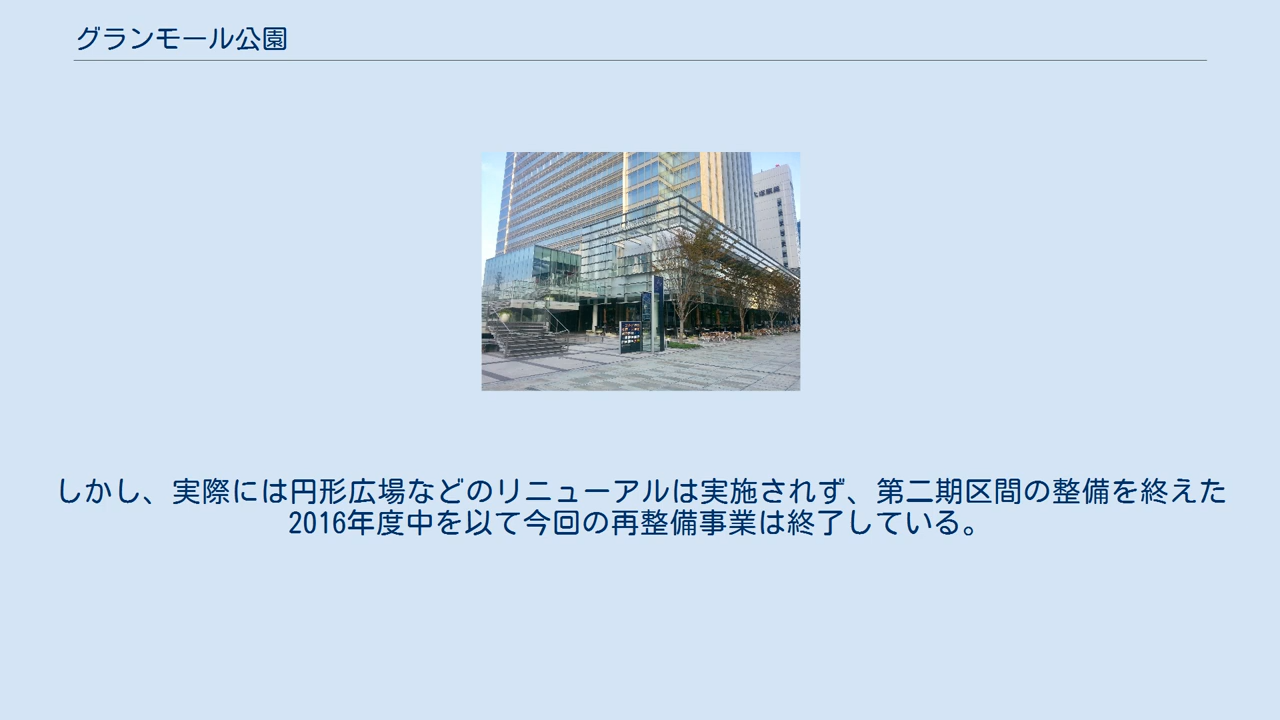 グランモール公園
しかし、実際には円形広場などのリニューアルは実施されず、第二期区間の整備を終えた
2016年度中を以て今回の再整備事業は終了している。